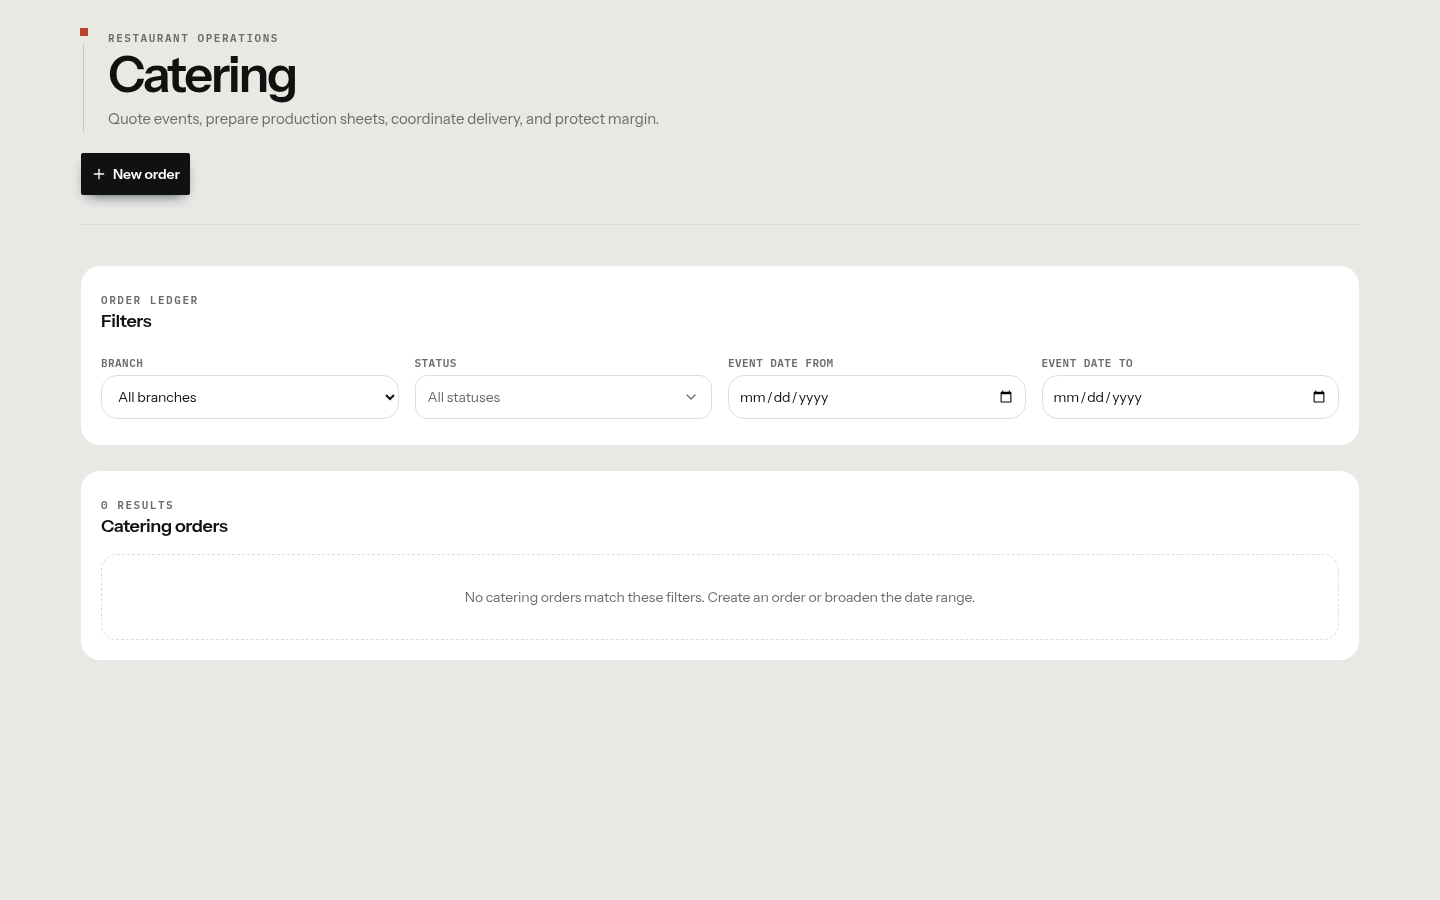 RESTAURANT OPERATIONS
Catering
Quote events, prepare production sheets, coordinate delivery, and protect margin.
New order
ORDER LEDGER
Filters
BRANCH
All branches
STATUS
All statuses
EVENT DATE FROM
mm/dd/yyyy
EVENT DATE TO
mm/dd/yyyy
0 RESULTS
Catering orders
No catering orders match these filters. Create an order or broaden the date range.